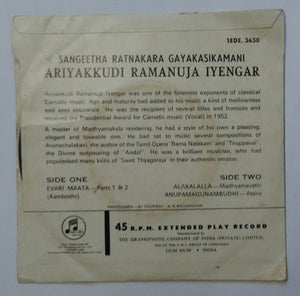 SEDE. 3630
SANGEETHA RATNAKARA GAYAKASIKAMANI
ARIYAKKUDI RAMANUJA IYENGAR
Ariyakkudi Ramanuja Iyengar was one of the foremost exponents of classical
Carnatic music. Age and maturity had added to his music a kind of mellowness
and easy assurance. He was the recipient of several titles and honours and
received the Presidential Award for Carnatic music (Vocal) in 1952.
A master of Madhyamakala rendering, he had a style of his own, a pleasing,
elegant and loveable one. He had set to music several compositions of
Arunachalakavi, the author of the Tamil Opera "Rama Natakam" and 'Tiruppavai',
the Divine outpouring of "Andal". He was a brilliant musician, who had
popularised many kritis of 'Saint Thyagaraja' in their authentic version.
SIDE ONE
EVARI MAATA — Parts 1 & 2
(Kambodhi)
SIDE TWO
ALAKALALLA — Madhyamavathi
ANUPAMAGUNAMBUDHI — Atana
45 R.P.M. EXTENDED PLAY RECORD
Manufactured by
THE GRAMOPHONE COMPANY OF INDIA (PRIVATE) LIMITED,
DUM DUM • INDIA